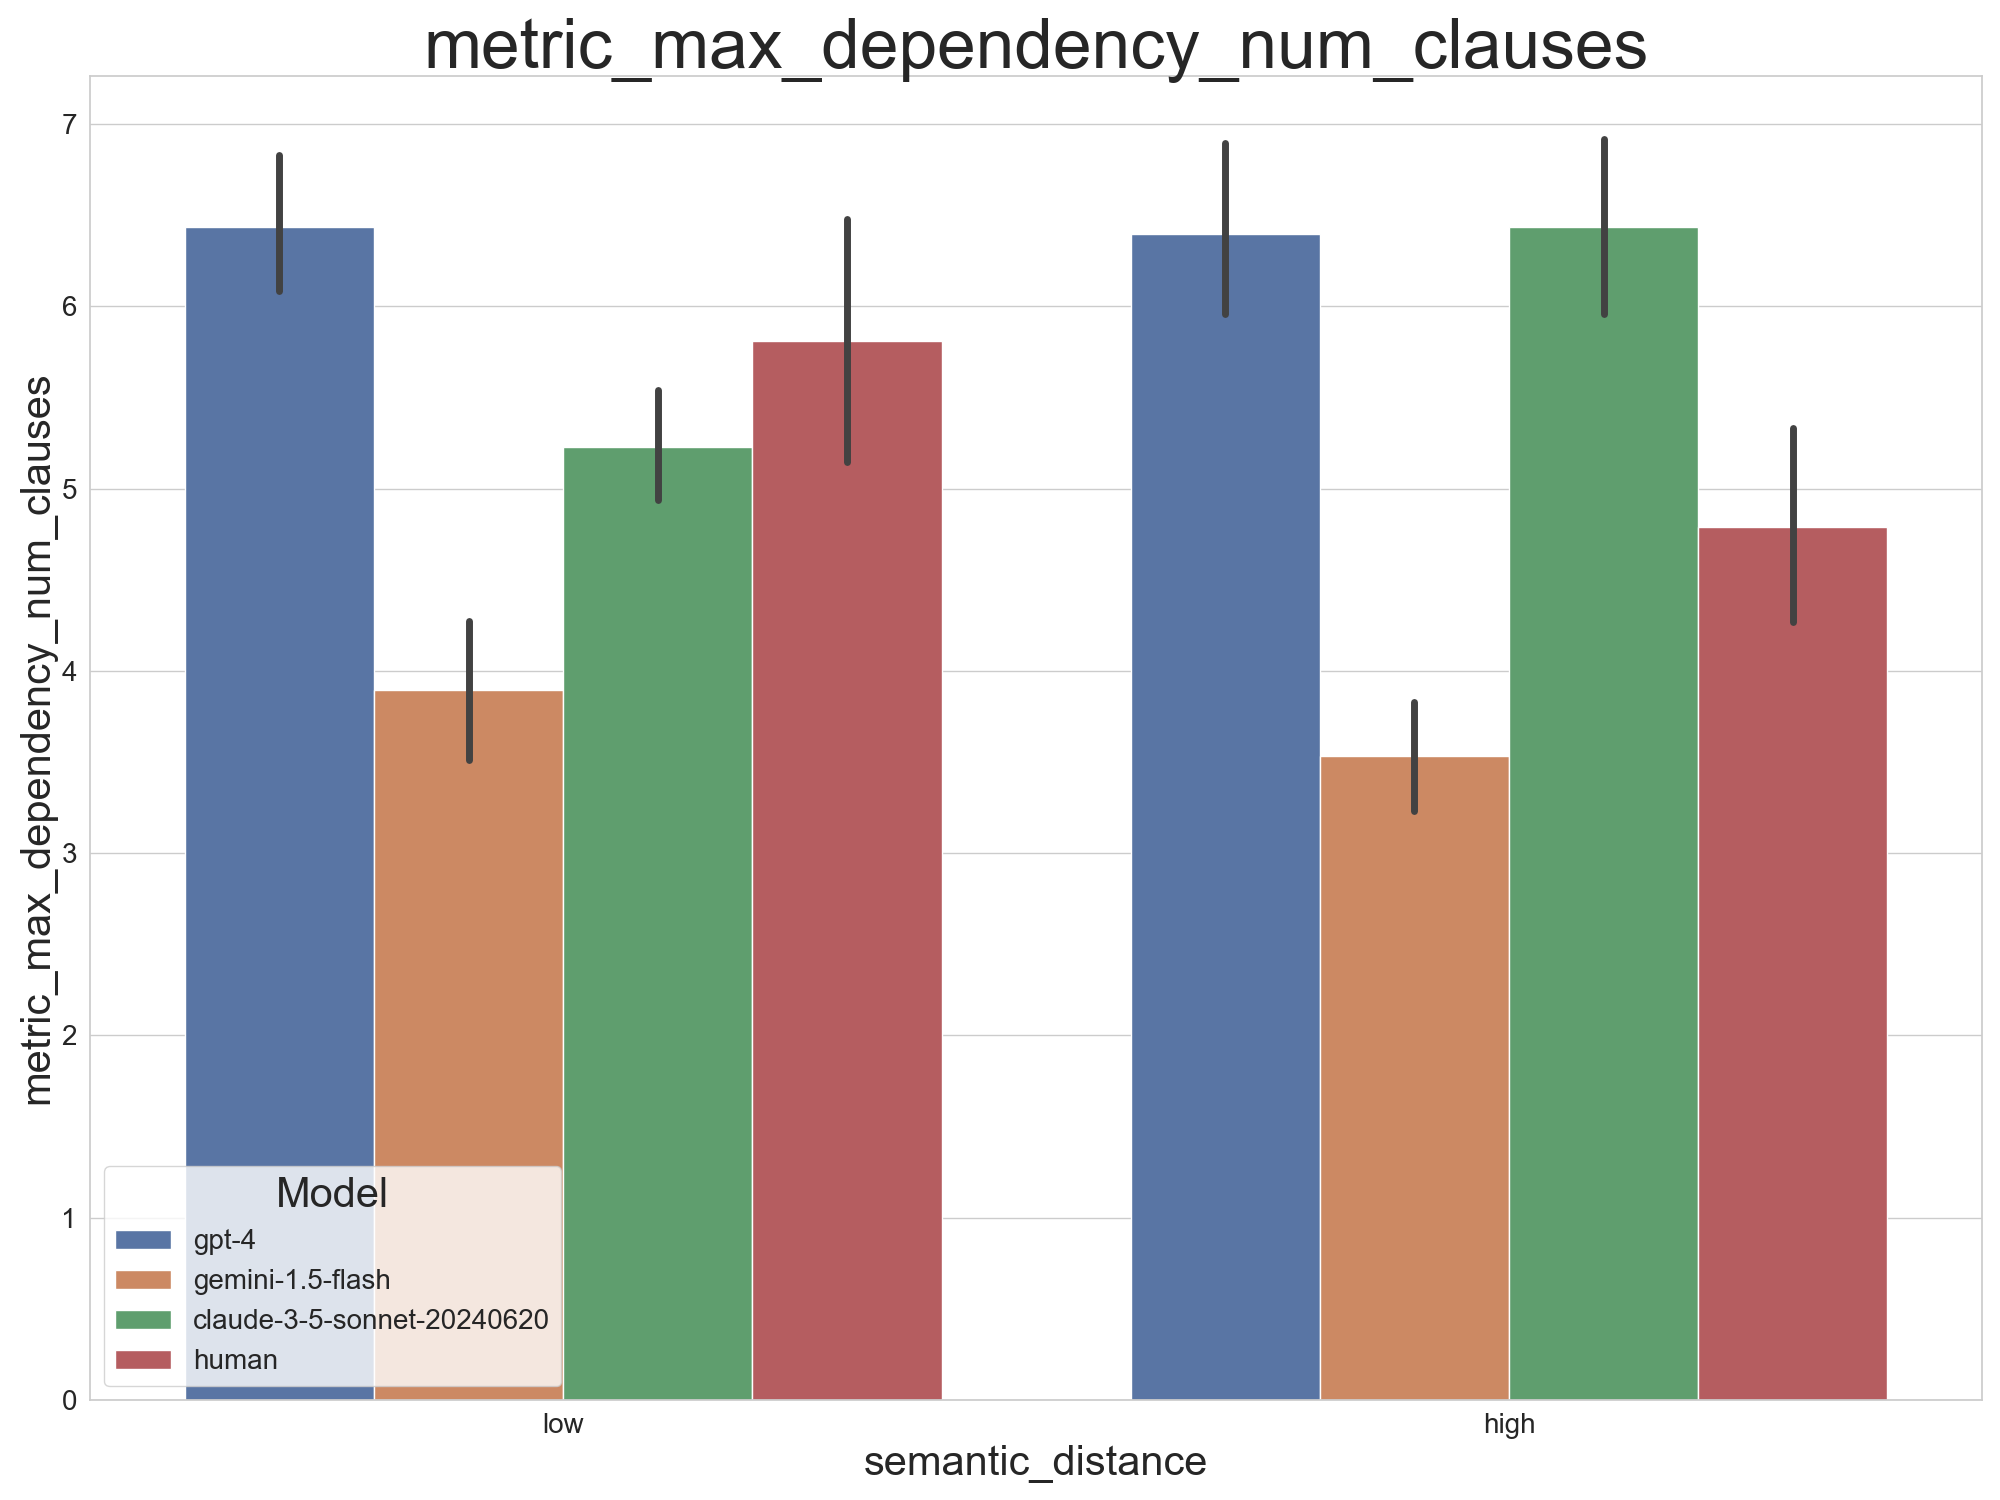 metric_max_dependency_num_clauses
metric_max_dependency_num_clauses
7
6
5
4
3
2
1
0
Model
gpt-4
gemini-1.5-flash
claude-3-5-sonnet-20240620
human
low
high
semantic_distance